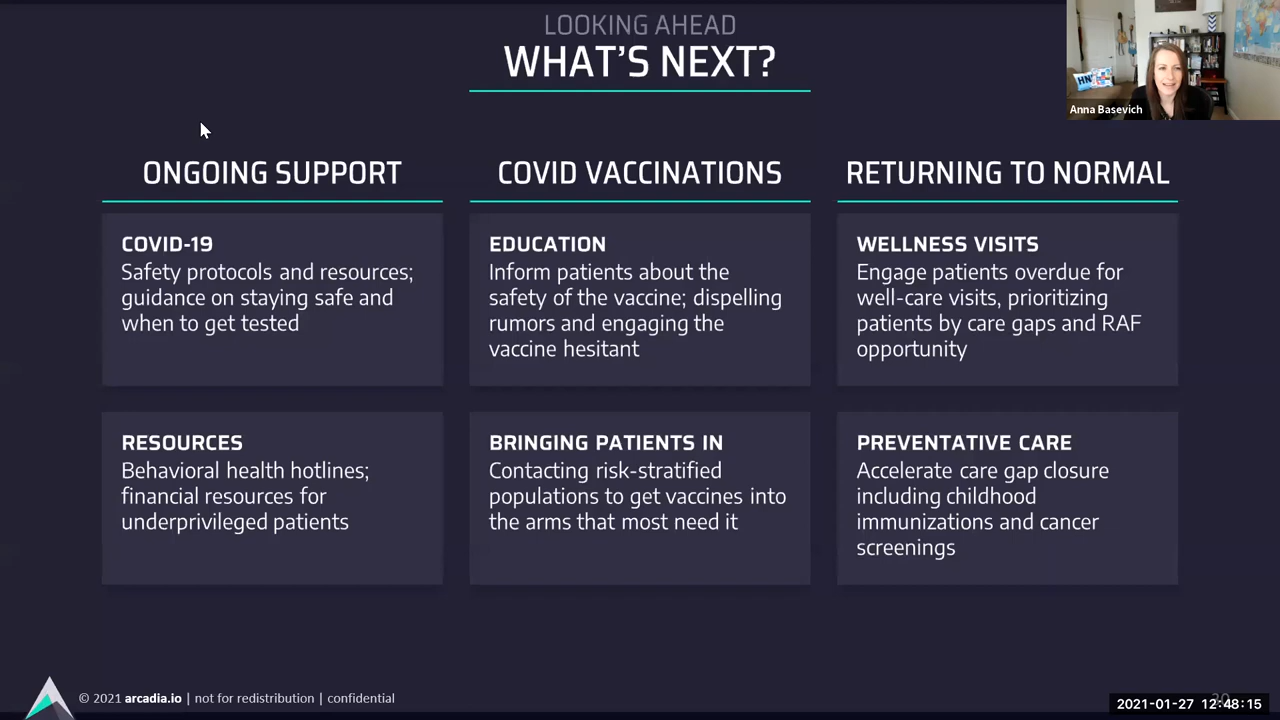 LOOKING AHEAD
WHAT'S NEXT?
Anna Basevich
ONGOING SUPPORT
COVID-19
Safety protocols and resources;
guidance on staying safe and
when to get tested
RESOURCES
Behavioral health hotlines;
financial resources for
underprivileged patients
COVID VACCINATIONS
EDUCATION
Inform patients about the
safety of the vaccine; dispelling
rumors and engaging the
vaccine hesitant
BRINGING PATIENTS IN
Contacting risk-stratified
populations to get vaccines into
the arms that most need it
RETURNING TO NORMAL
WELLNESS VISITS
Engage patients overdue for
well-care visits, prioritizing
patients by care gaps and RAF
opportunity
PREVENTATIVE CARE
Accelerate care gap closure
including childhood
immunizations and cancer
screenings
© 2021 arcadia.io | not for redistribution | confidential
2021-01-27 12:48:15